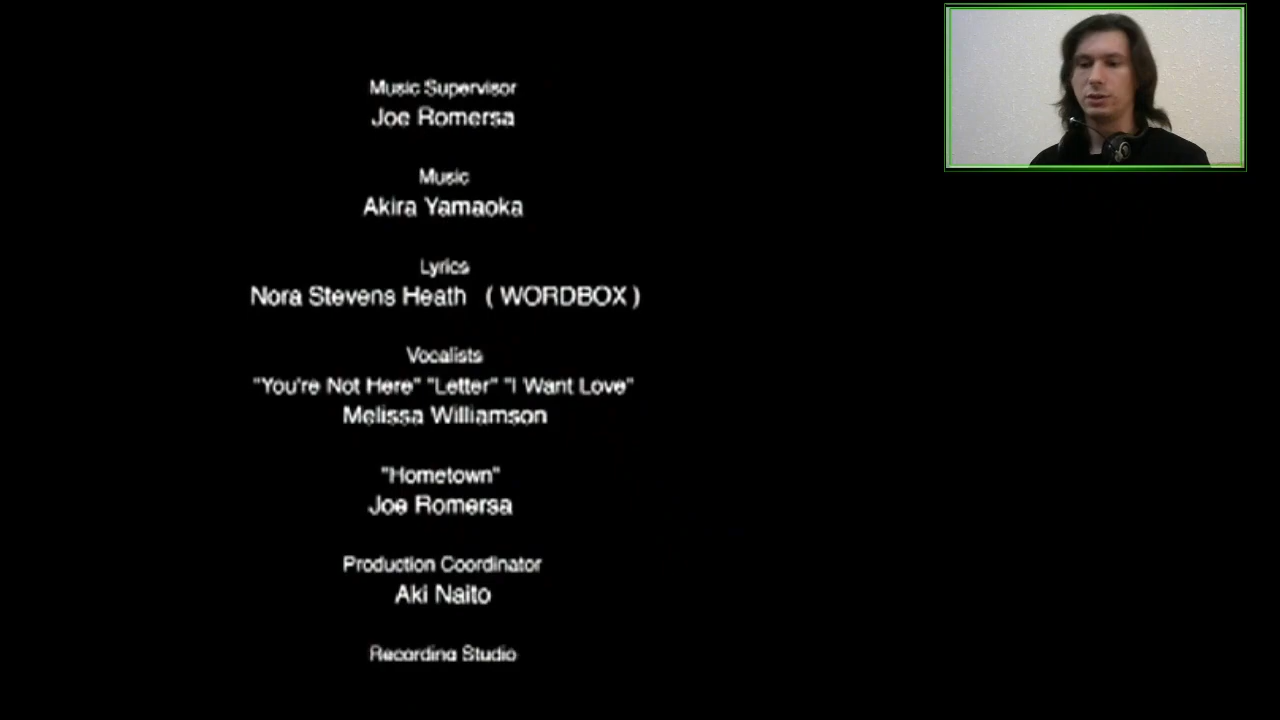 Music Supervisor
Joe Romersa
Music
Akira Yamaoka
Lyrics
Nora Stevens Heath ( WORDBOX )
Vocalists
"You're Not Here" "Letter" "I Want Love"
Melissa Williamson
"Hometown"
Joe Romersa
Production Coordinator
Aki Naito
Recording Studio